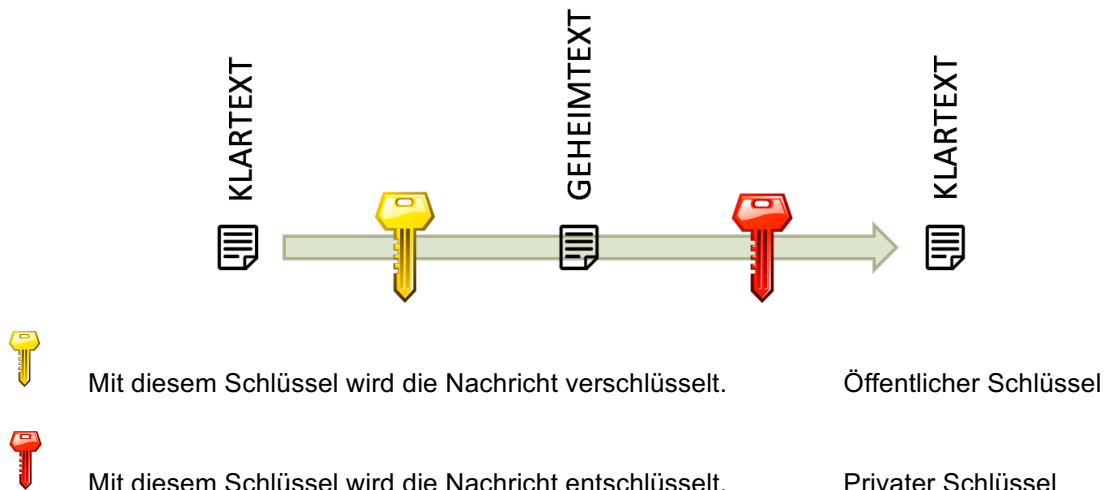 KLARTEXT
GEHEIMTEXT
KLARTEXT
Mit diesem Schlüssel wird die Nachricht verschlüsselt. Öffentlicher Schlüssel
Mit diesem Schlüssel wird die Nachricht entschlüsselt. Privater Schlüssel